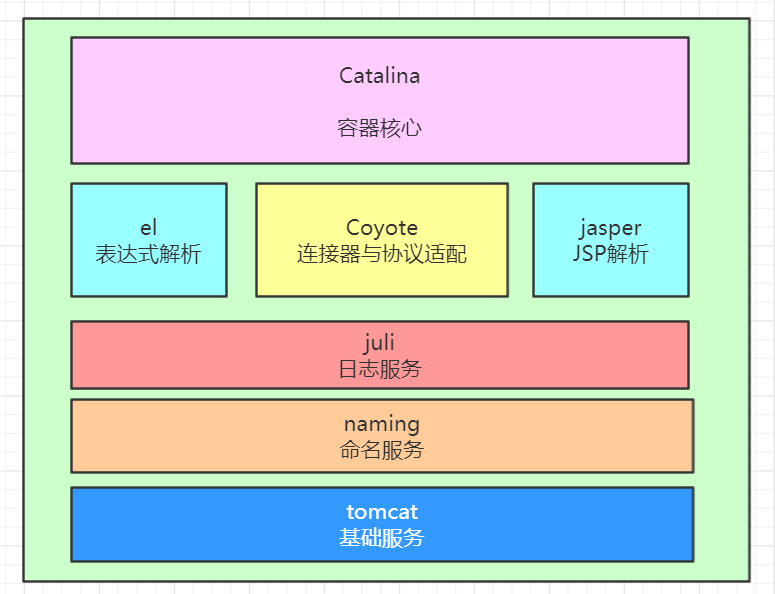 Catalina
容器核心
el
表达式解析
Coyote
连接器与协议适配
jasper
JSP解析
juli
日志服务
naming
命名服务
tomcat
基础服务